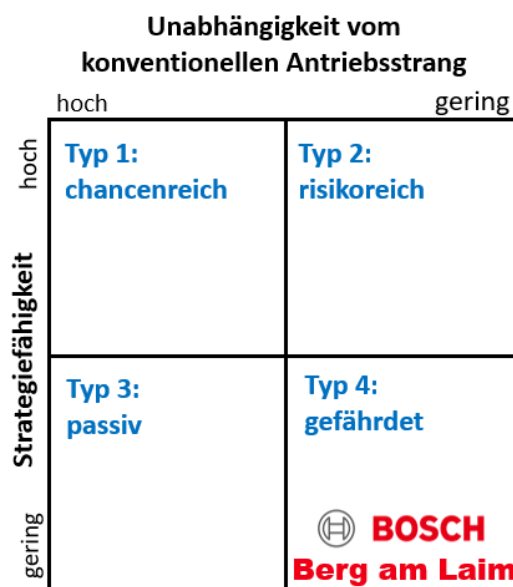 Unabhängigkeit vom
konventionellen Antriebsstrang
hoch
gering
Strategiefähigkeit
hoch
gering
Typ 1:
chancenreich
Typ 2:
risikoreich
Typ 3:
passiv
Typ 4:
gefährdet
BOSCH
Berg am Laim